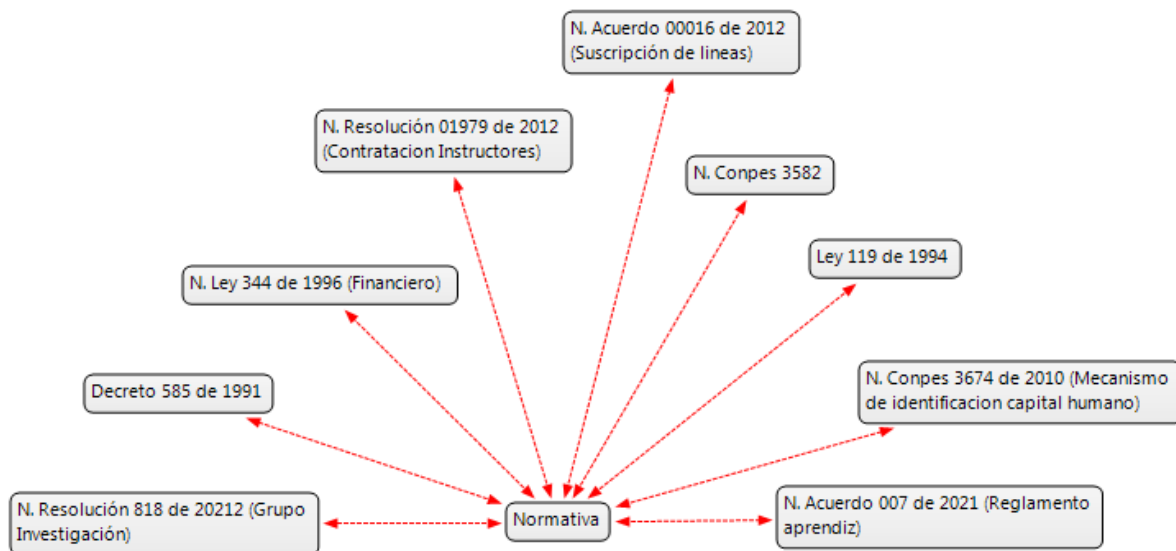 N. Acuerdo 00016 de 2012
(Suscripción de lineas)
N. Resolución 01979 de 2012
(Contratacion Instructores)
N. Conpes 3582
Ley 119 de 1994
N. Ley 344 de 1996 (Financiero)
Decreto 585 de 1991
N. Conpes 3674 de 2010 (Mecanismo
de identificacion capital humano)
N. Resolución 818 de 20212 (Grupo
Investigación)
Normativa
N. Acuerdo 007 de 2021 (Reglamento
aprendiz)